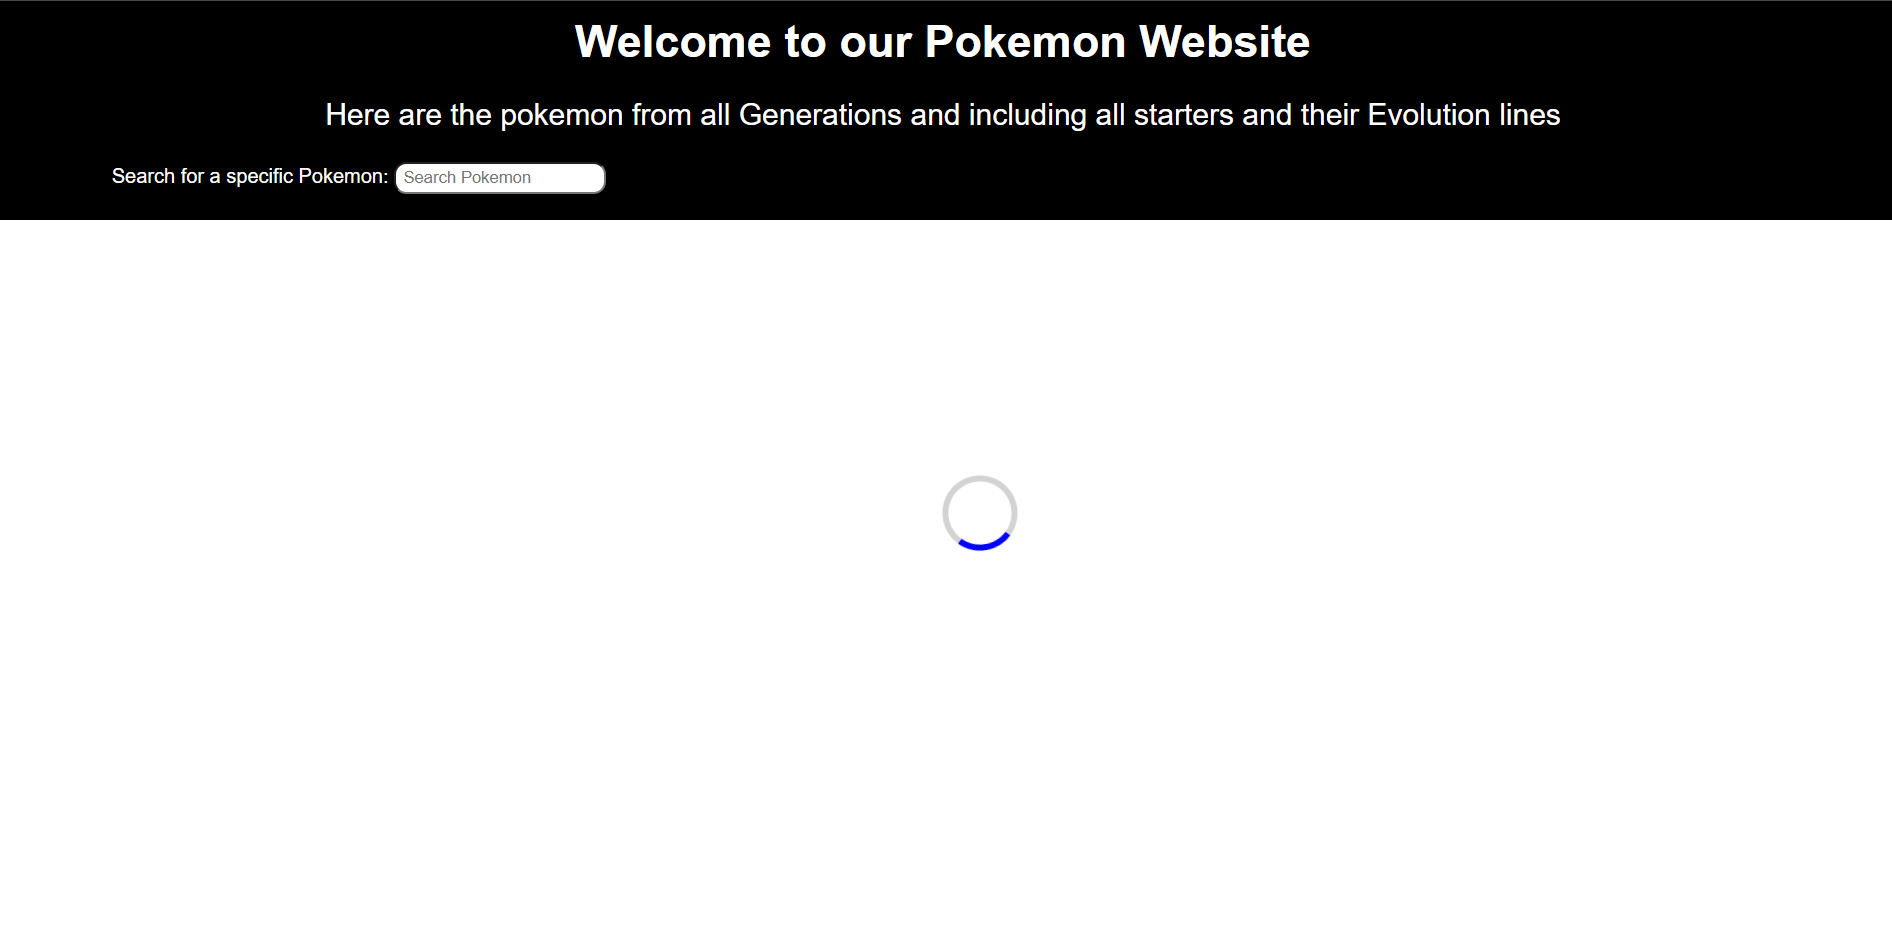 Welcome to our Pokemon Website
Here are the pokemon from all Generations and including all starters and their Evolution lines
Search for a specific Pokemon: Search Pokemon